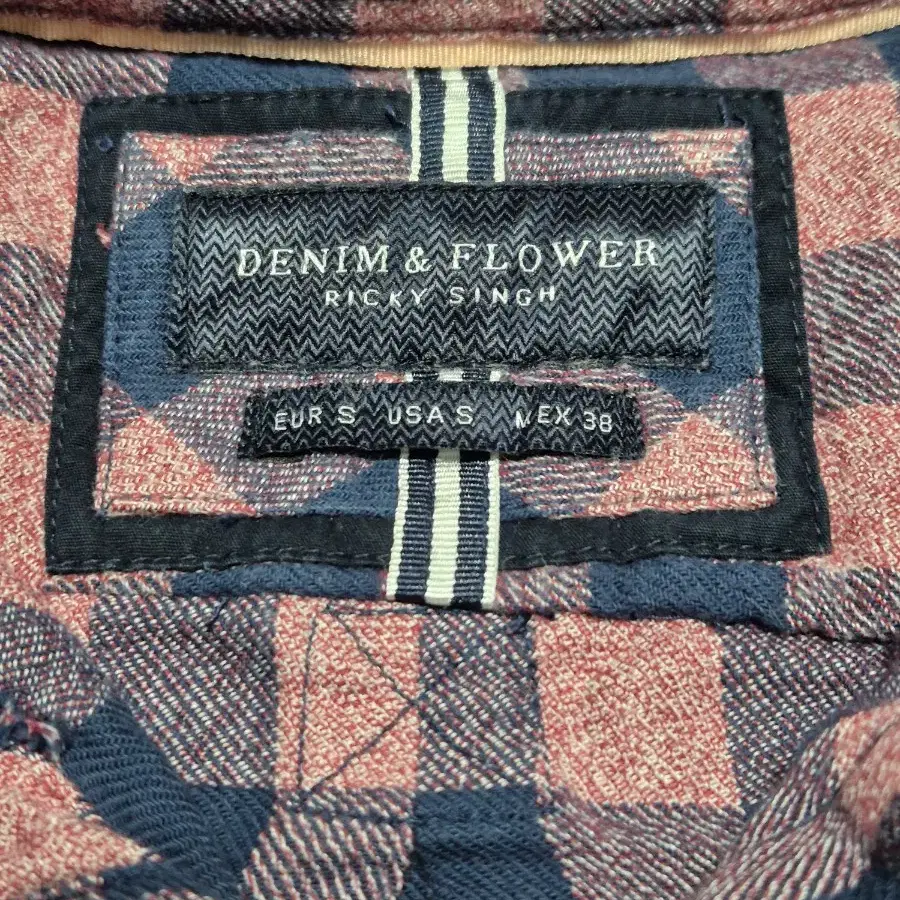 DENIM & FLOWER
RICKY SINGH
EUR S USA S MEX 38